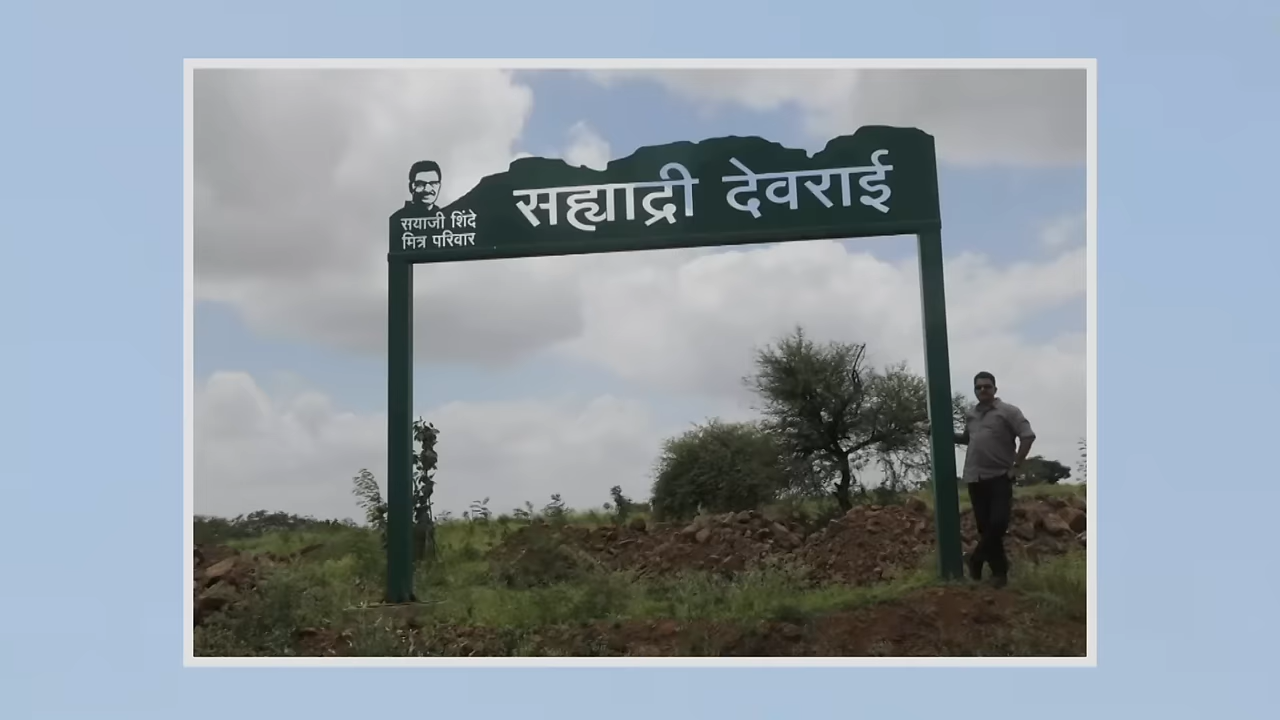 सह्याद्री देवराई
सयाजी शिंदे
मित्र परिवार